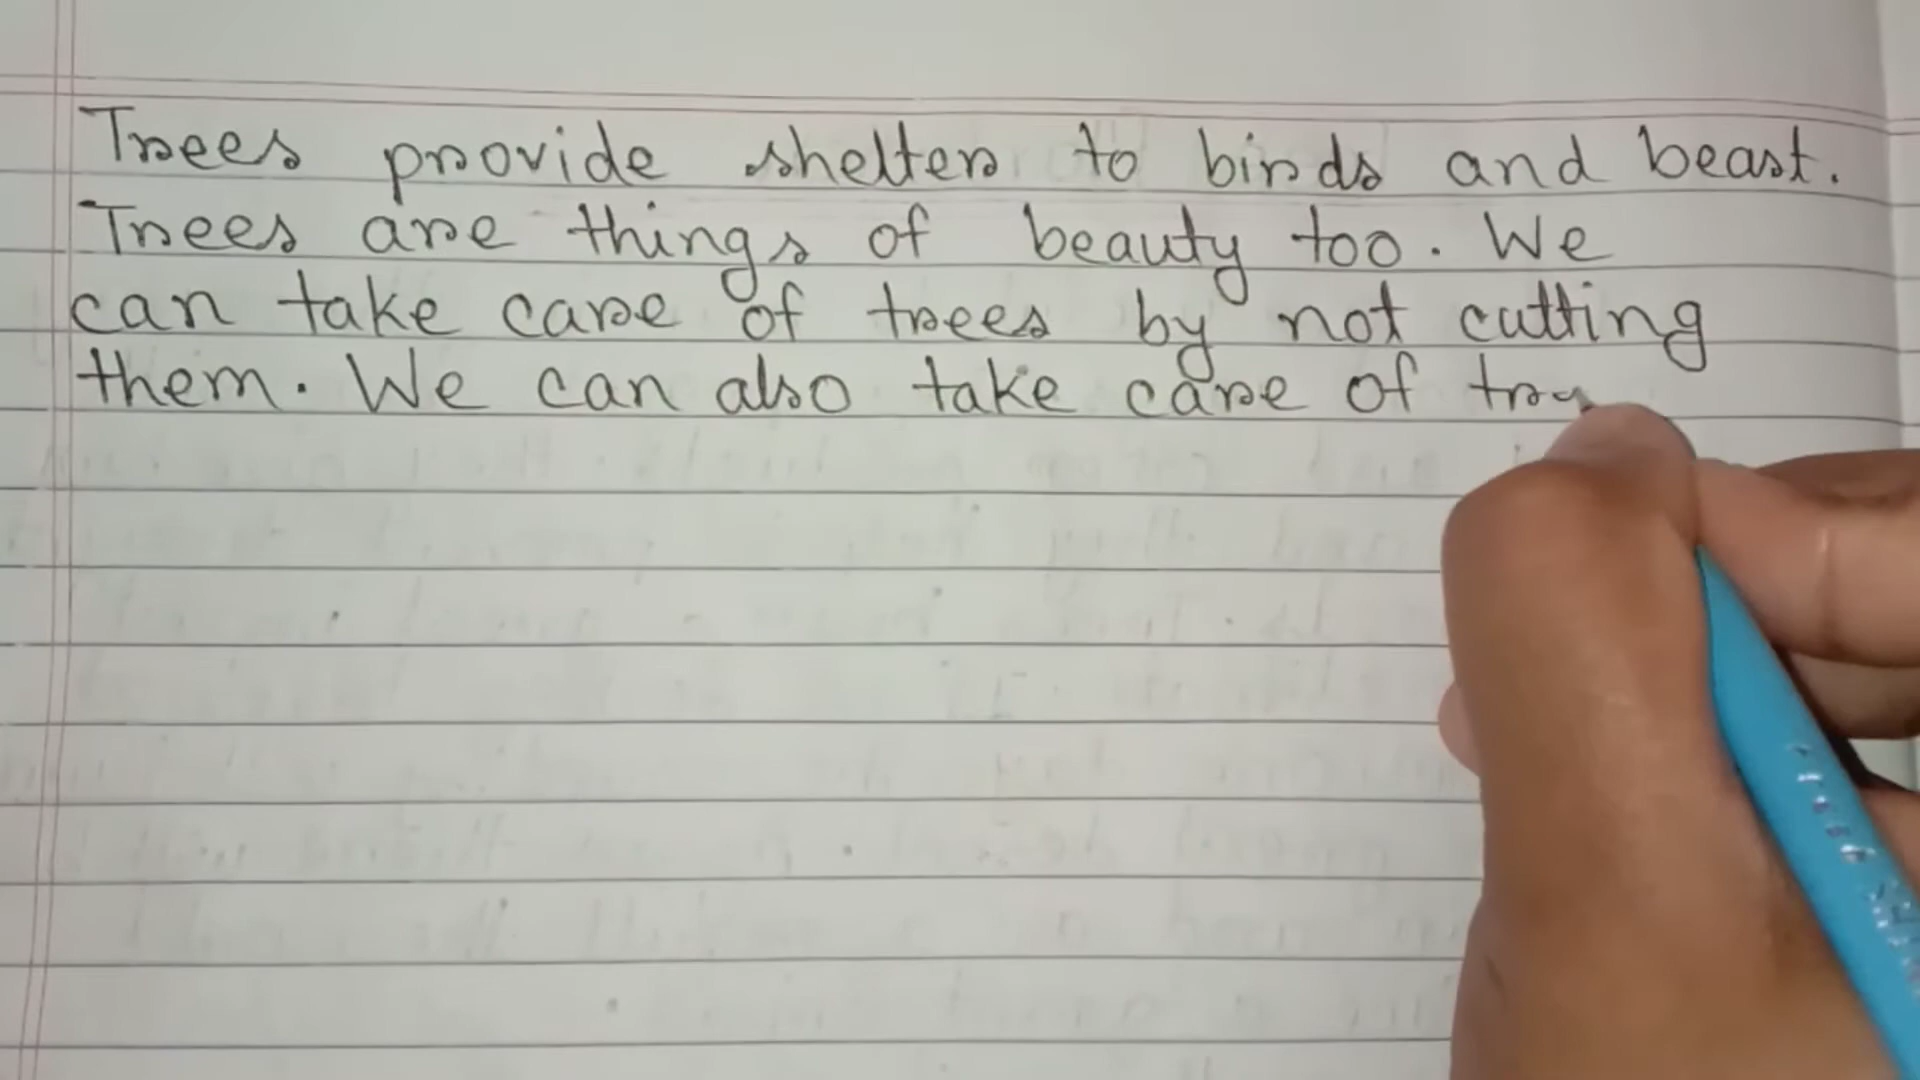 Trees provide shelter to birds and beast.
Trees are things of beauty too. We
can take care of trees by not cutting
them. We can also take care of